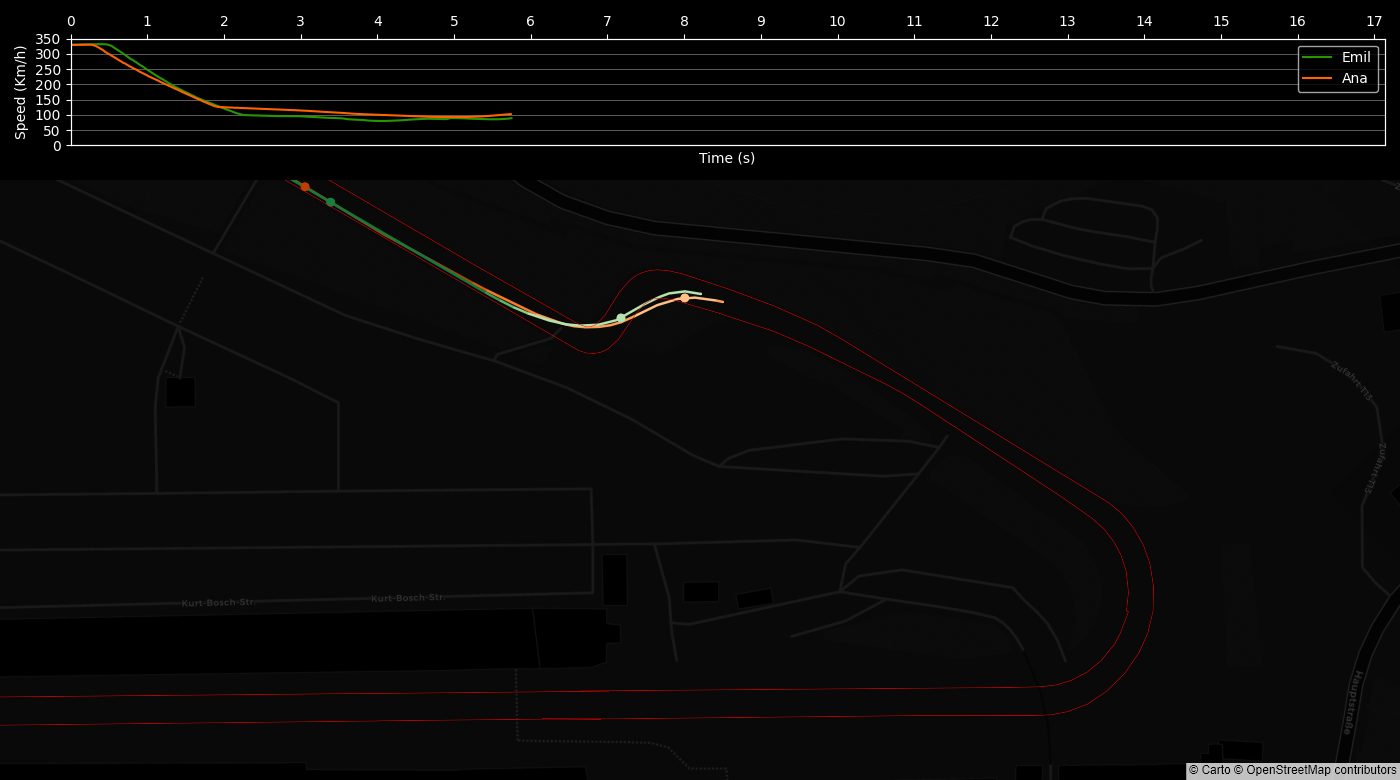 0 1 2 3 4 5 6 7 8 9 10 11 12 13 14 15 16 17
350
300
250
200
150
100
50
0
Speed (Km/h)
Emil
Ana
Time (s)
Zufahrt-T15
Zufahrt-T15
Kurt-Bosch-Str.
Kurt-Bosch-Str.
Hauptstraße
© Carto © OpenStreetMap contributors